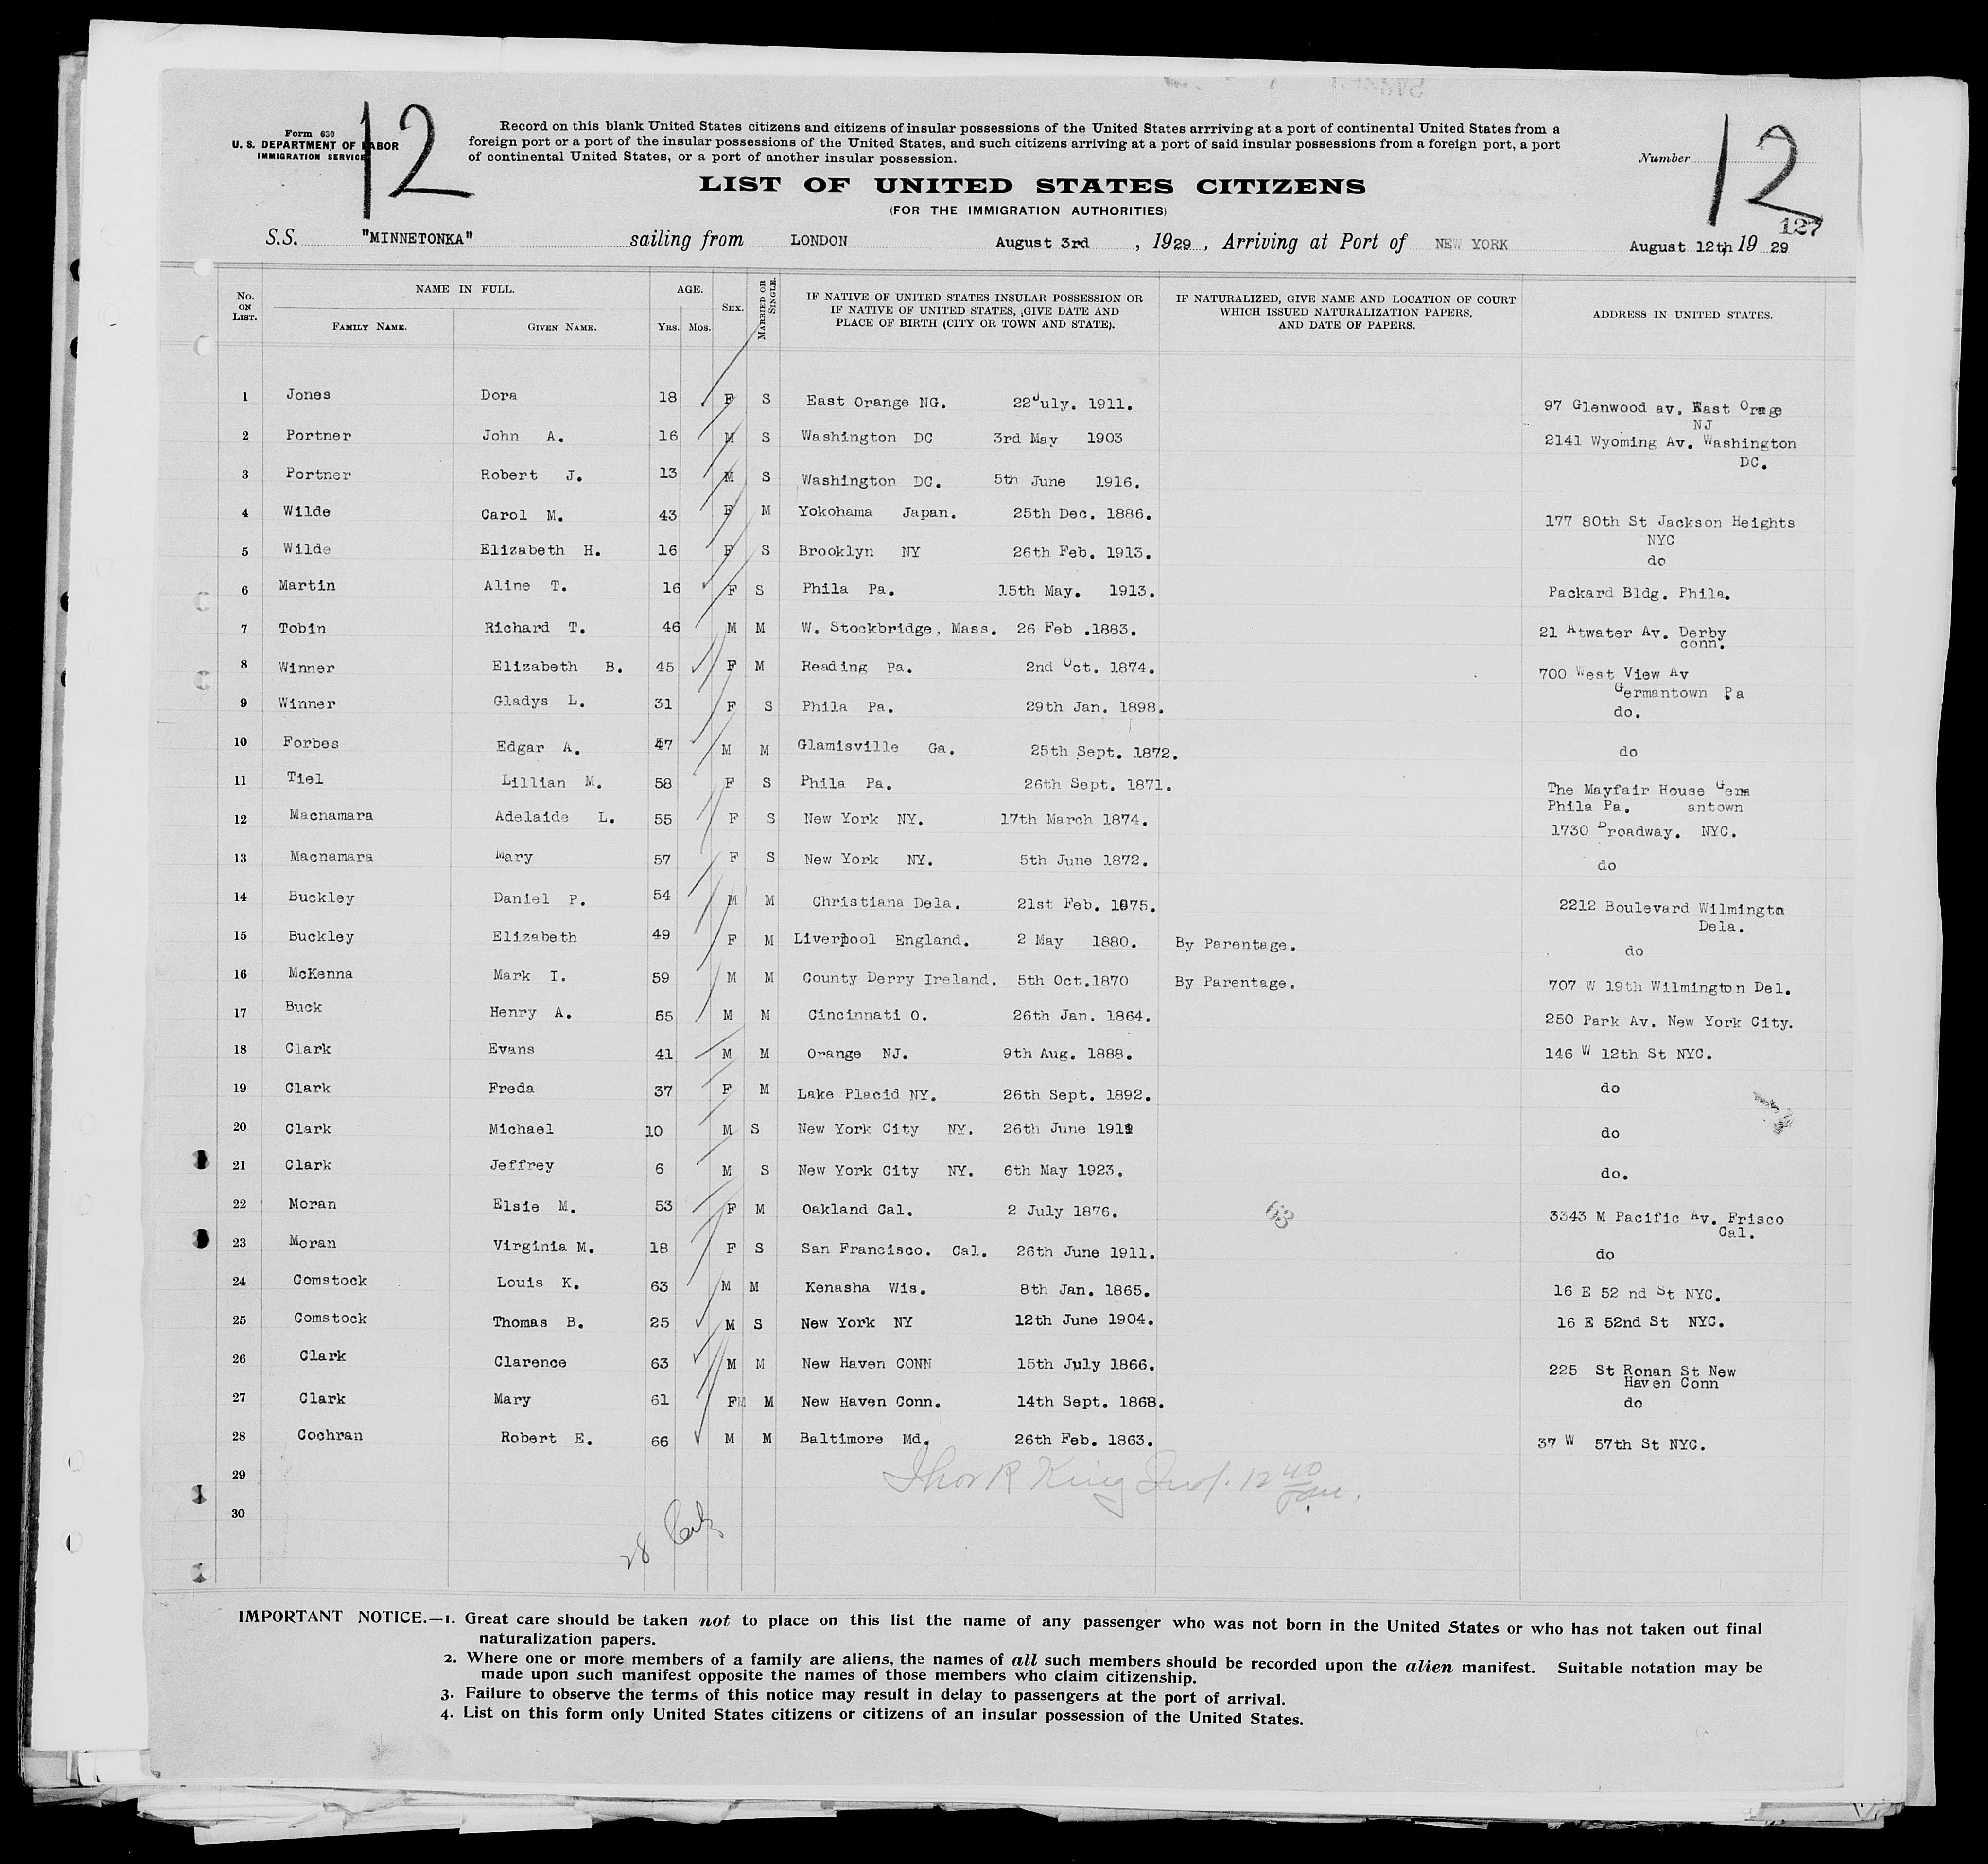 12
12
Form 630
U. S. DEPARTMENT OF LABOR
IMMIGRATION SERVICE
Record on this blank United States citizens and citizens of insular possessions of the United States arrriving at a port of continental United States from a
foreign port or a port of the insular possessions of the United States, and such citizens arriving at a port of said insular possessions from a foreign port, a port
of continental United States, or a port of another insular possession.
Number
LIST OF UNITED STATES CITIZENS
(FOR THE IMMIGRATION AUTHORITIES)
127
S.S. "MINNETONKA" sailing from LONDON August 3rd, 1929, Arriving at Port of NEW YORK August 12th, 1929
No. ON LIST. NAME IN FULL. FAMILY NAME. GIVEN NAME. AGE. YRS. MOS. SEX. MARRIED OR SINGLE. IF NATIVE OF UNITED STATES INSULAR POSSESSION OR IF NATIVE OF UNITED STATES, GIVE DATE AND PLACE OF BIRTH (CITY OR TOWN AND STATE). IF NATURALIZED, GIVE NAME AND LOCATION OF COURT WHICH ISSUED NATURALIZATION PAPERS, AND DATE OF PAPERS. ADDRESS IN UNITED STATES.
1 Jones Dora 18 F S East Orange NG. 22July. 1911. 97 Glenwood av. East Orage
NJ
2 Portner John A. 16 M S Washington DC 3rd May 1903 2141 Wyoming Av. Washington
DC.
3 Portner Robert J. 13 M S Washington DC. 5th June 1916.
4 Wilde Carol M. 43 F M Yokohama Japan. 25th Dec. 1886. 177 80th St Jackson Heights
NYC
5 Wilde Elizabeth H. 16 F S Brooklyn NY 26th Feb. 1913. do
6 Martin Aline T. 16 F S Phila Pa. 15th May. 1913. Packard Bldg. Phila.
7 Tobin Richard T. 46 M M W. Stockbridge, Mass. 26 Feb .1883. 21 Atwater Av. Derby
conn.
8 Winner Elizabeth B. 45 F M Reading Pa. 2nd Oct. 1874. 700 West View Av
Germantown Pa
9 Winner Gladys L. 31 F S Phila Pa. 29th Jan. 1898. do.
10 Forbes Edgar A. 47 M M Glamisville Ga. 25th Sept. 1872. do
11 Tiel Lillian M. 58 F S Phila Pa. 26th Sept. 1871. The Mayfair House Germ
Phila Pa. antown
12 Macnamara Adelaide L. 55 F S New York NY. 17th March 1874. 1730 Broadway. NYC.
13 Macnamara Mary 57 F S New York NY. 5th June 1872. do
14 Buckley Daniel P. 54 M M Christiana Dela. 21st Feb. 1875. 2212 Boulevard Wilmingtn
Dela.
15 Buckley Elizabeth 49 F M Liverpool England. 2 May 1880. By Parentage. do
16 McKenna Mark I. 59 M M County Derry Ireland. 5th Oct.1870 By Parentage. 707 W 19th Wilmington Del.
17 Buck Henry A. 65 M M Cincinnati O. 26th Jan. 1864. 250 Park Av. New York City.
18 Clark Evans 41 M M Orange NJ. 9th Aug. 1888. 146 W 12th St NYC.
19 Clark Freda 37 F M Lake Placid NY. 26th Sept. 1892. do
20 Clark Michael 10 M S New York City NY. 26th June 1919 do
21 Clark Jeffrey 6 M S New York City NY. 6th May 1923. do.
22 Moran Elsie M. 53 F M Oakland Cal. 2 July 1876. 63 3343 M Pacific Av. Frisco
Cal.
23 Moran Virginia M. 18 F S San Francisco. Cal. 26th June 1911. do
24 Comstock Louis K. 63 M M Kenasha Wis. 8th Jan. 1865. 16 E 52 nd St NYC.
25 Comstock Thomas B. 25 M S New York NY 12th June 1904. 16 E 52nd St NYC.
26 Clark Clarence 63 M M New Haven CONN 15th July 1866. 225 St Ronan St New
Haven Conn
27 Clark Mary 61 F M New Haven Conn. 14th Sept. 1868. do
28 Cochran Robert E. 66 M M Baltimore Md. 26th Feb. 1863. 37 W 57th St NYC.
29
R King 12 40
30
28
IMPORTANT NOTICE.—1. Great care should be taken not to place on this list the name of any passenger who was not born in the United States or who has not taken out final
naturalization papers.
2. Where one or more members of a family are aliens, the names of all such members should be recorded upon the alien manifest. Suitable notation may be
made upon such manifest opposite the names of those members who claim citizenship.
3. Failure to observe the terms of this notice may result in delay to passengers at the port of arrival.
4. List on this form only United States citizens or citizens of an insular possession of the United States.